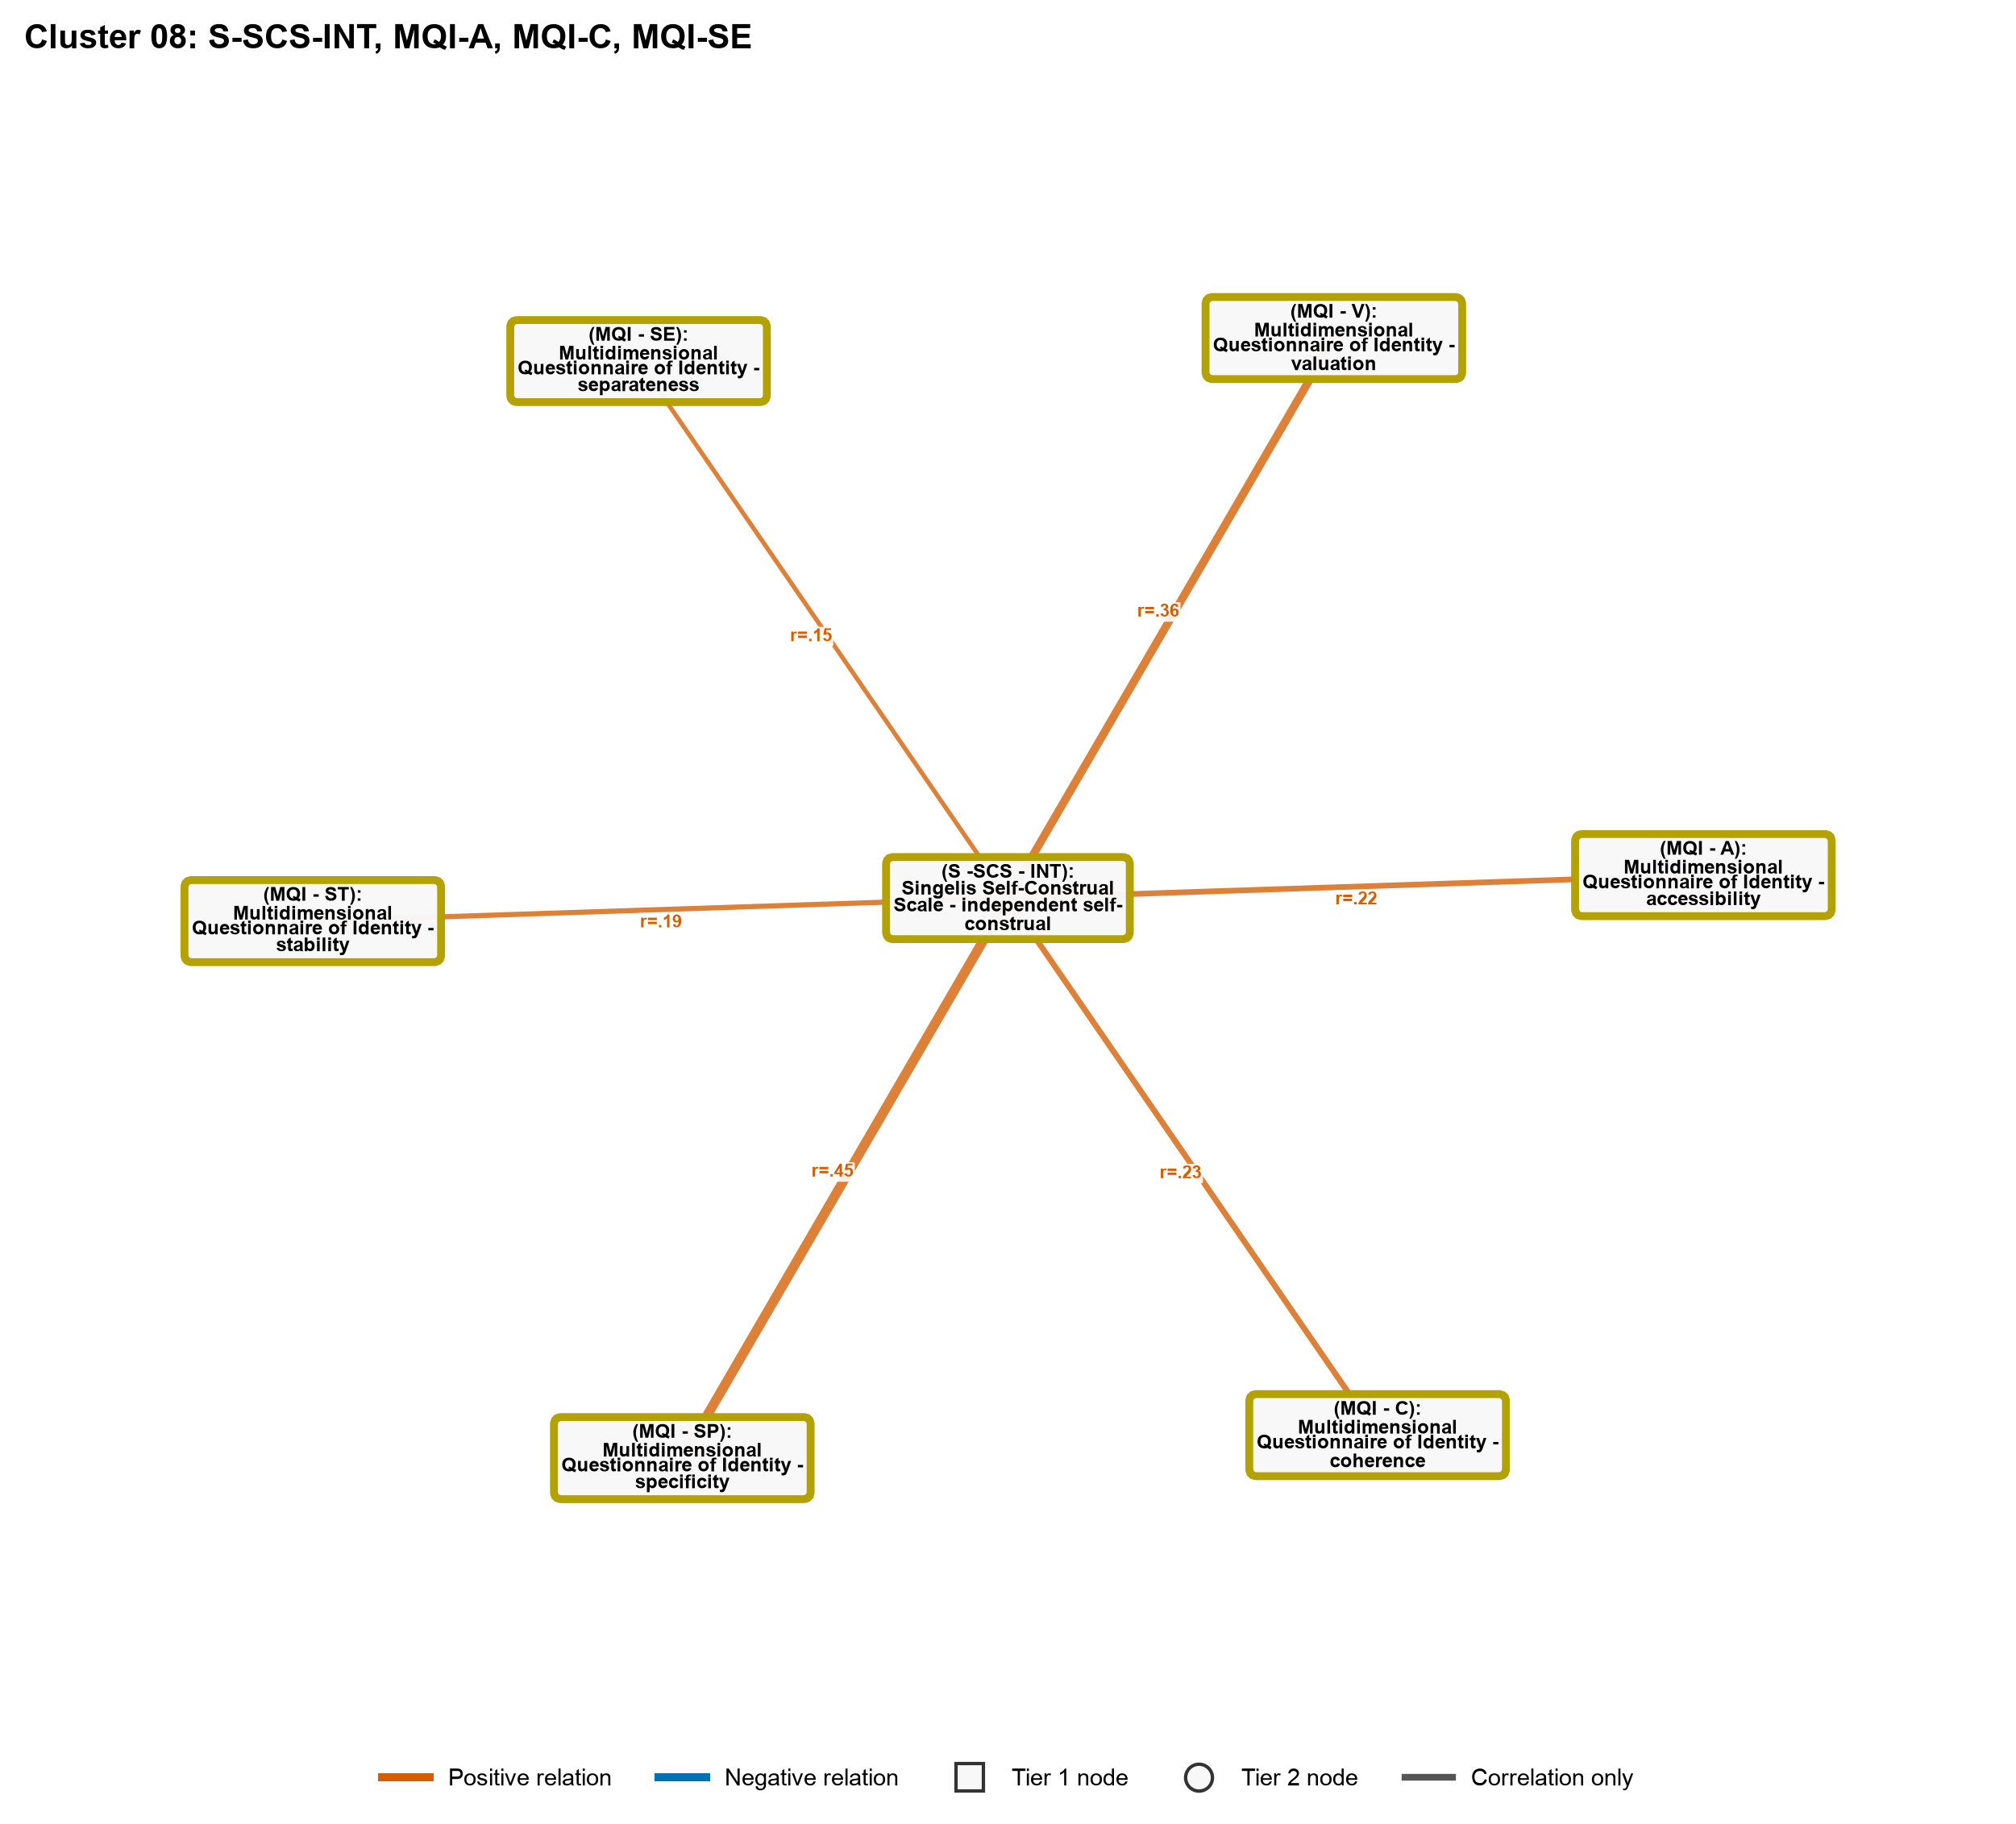 Cluster 08: S-SCS-INT, MQI-A, MQI-C, MQI-SE
(MQI - V):
Multidimensional
Questionnaire of Identity -
valuation
(MQI - SE):
Multidimensional
Questionnaire of Identity -
separateness
r=.36
r=.15
(MQI - A):
Multidimensional
Questionnaire of Identity -
accessibility
(S -SCS - INT):
Singelis Self-Construal
Scale - independent self-
construal
(MQI - ST):
Multidimensional
Questionnaire of Identity -
stability
r=.22
r=.19
r=.45
r=.23
(MQI - C):
Multidimensional
Questionnaire of Identity -
coherence
(MQI - SP):
Multidimensional
Questionnaire of Identity -
specificity
Positive relation
Negative relation
Tier 1 node
Tier 2 node
Correlation only